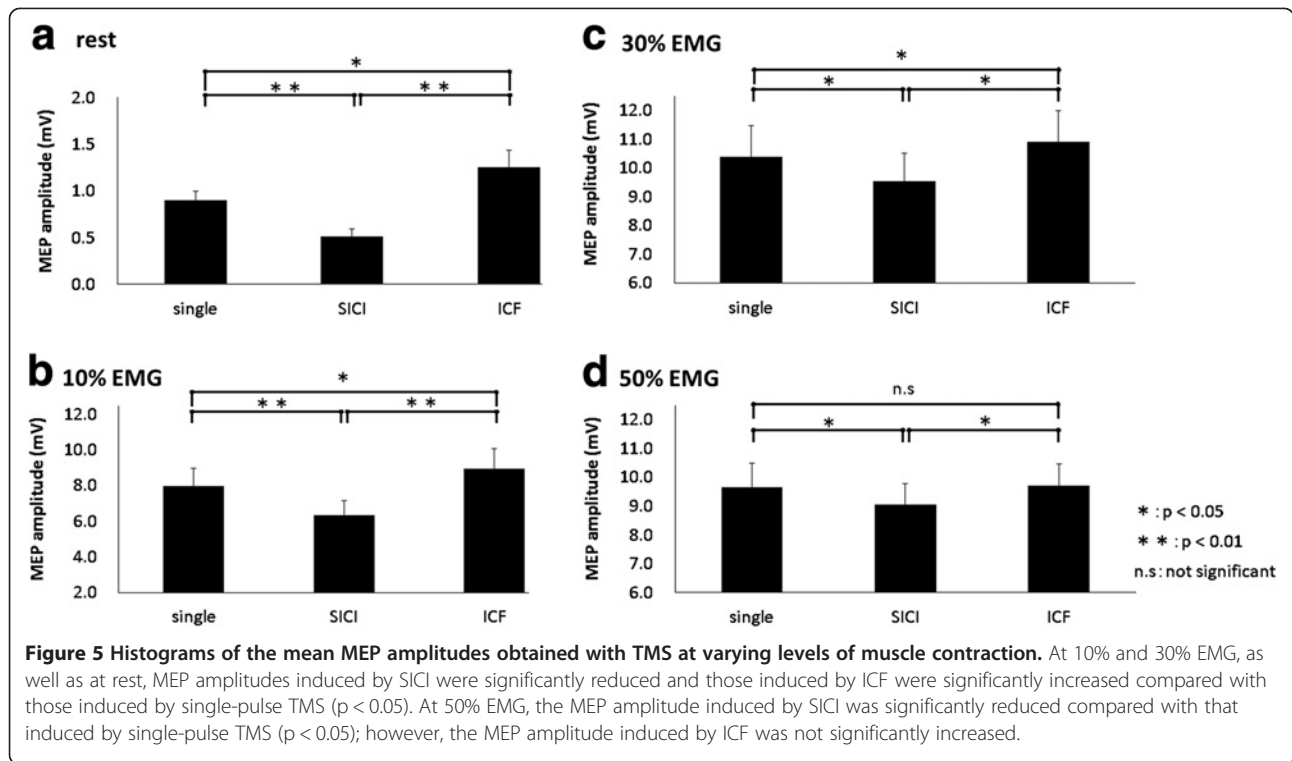 a rest
*
* *
* *
2.0
1.5
1.0
0.5
0.0
MEP amplitude (mV)
single
SICI
ICF
b 10% EMG
*
* *
* *
12.0
10.0
8.0
6.0
4.0
2.0
MEP amplitude (mV)
single
SICI
ICF
c 30% EMG
*
*
*
12.0
11.0
10.0
9.0
8.0
7.0
6.0
MEP amplitude (mV)
single
SICI
ICF
d 50% EMG
n.s
*
*
12.0
11.0
10.0
9.0
8.0
7.0
6.0
MEP amplitude (mV)
single
SICI
ICF
* : p < 0.05
* * : p < 0.01
n.s: not significant
Figure 5 Histograms of the mean MEP amplitudes obtained with TMS at varying levels of muscle contraction. At 10% and 30% EMG, as
well as at rest, MEP amplitudes induced by SICI were significantly reduced and those induced by ICF were significantly increased compared with
those induced by single-pulse TMS (p < 0.05). At 50% EMG, the MEP amplitude induced by SICI was significantly reduced compared with that
induced by single-pulse TMS (p < 0.05); however, the MEP amplitude induced by ICF was not significantly increased.